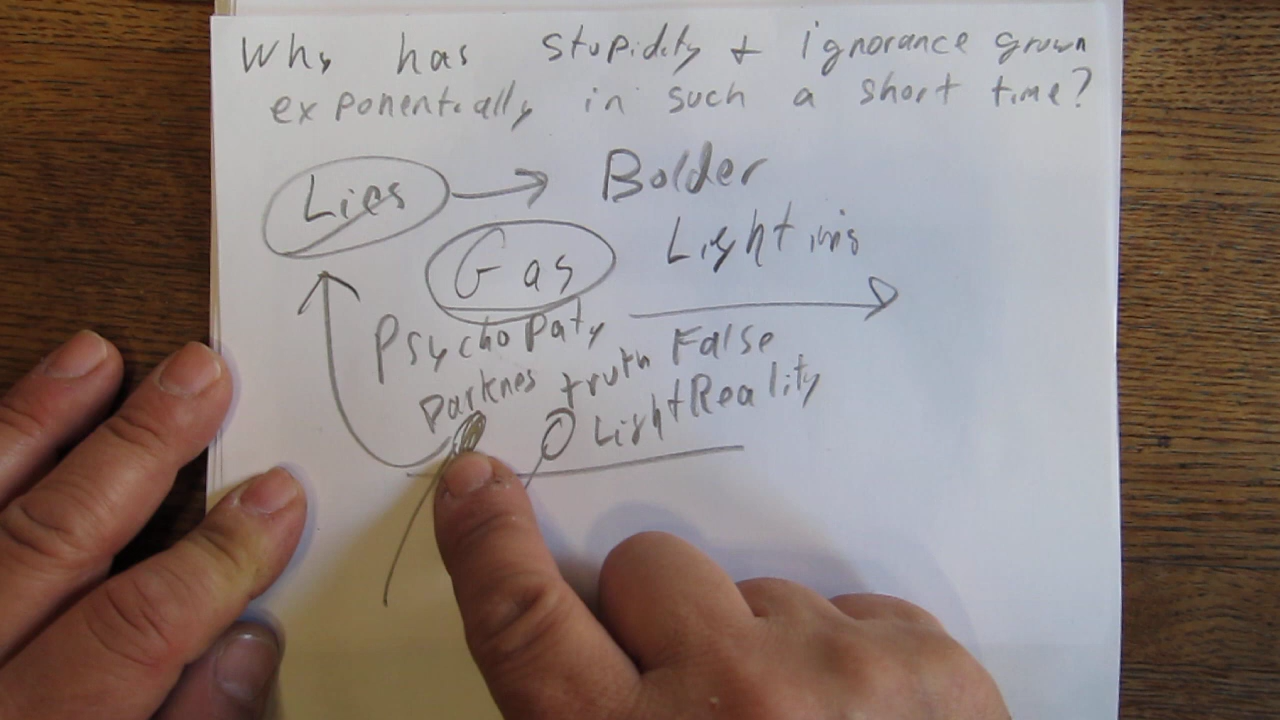 Why has stupidity + ignorance grown
exponentially in such a short time?
Lies Bolder
Gas Lighting
Psychopaty False
Darknes truth
Light Reality